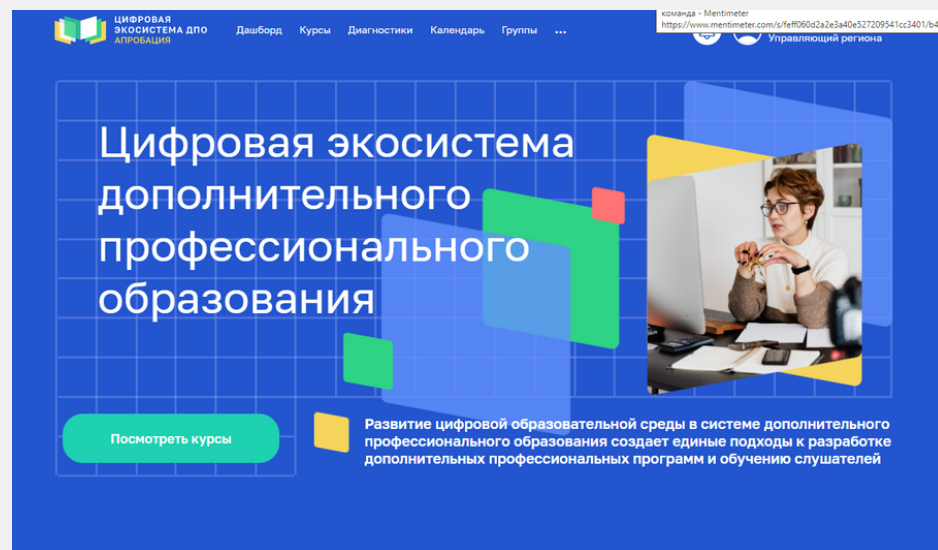 команда - Mentimeter
https://www.mentimeter.com/s/feff060d2a2e3a40e527209541cc3401/b4
ЦИФРОВАЯ
ЭКОСИСТЕМА ДПО
АПРОБАЦИЯ
Дашборд Курсы Диагностики Календарь Группы ...
Управляющий региона
Цифровая экосистема
дополнительного
профессионального
образования
Посмотреть курсы
Развитие цифровой образовательной среды в системе дополнительного
профессионального образования создает единые подходы к разработке
дополнительных профессиональных программ и обучению слушателей